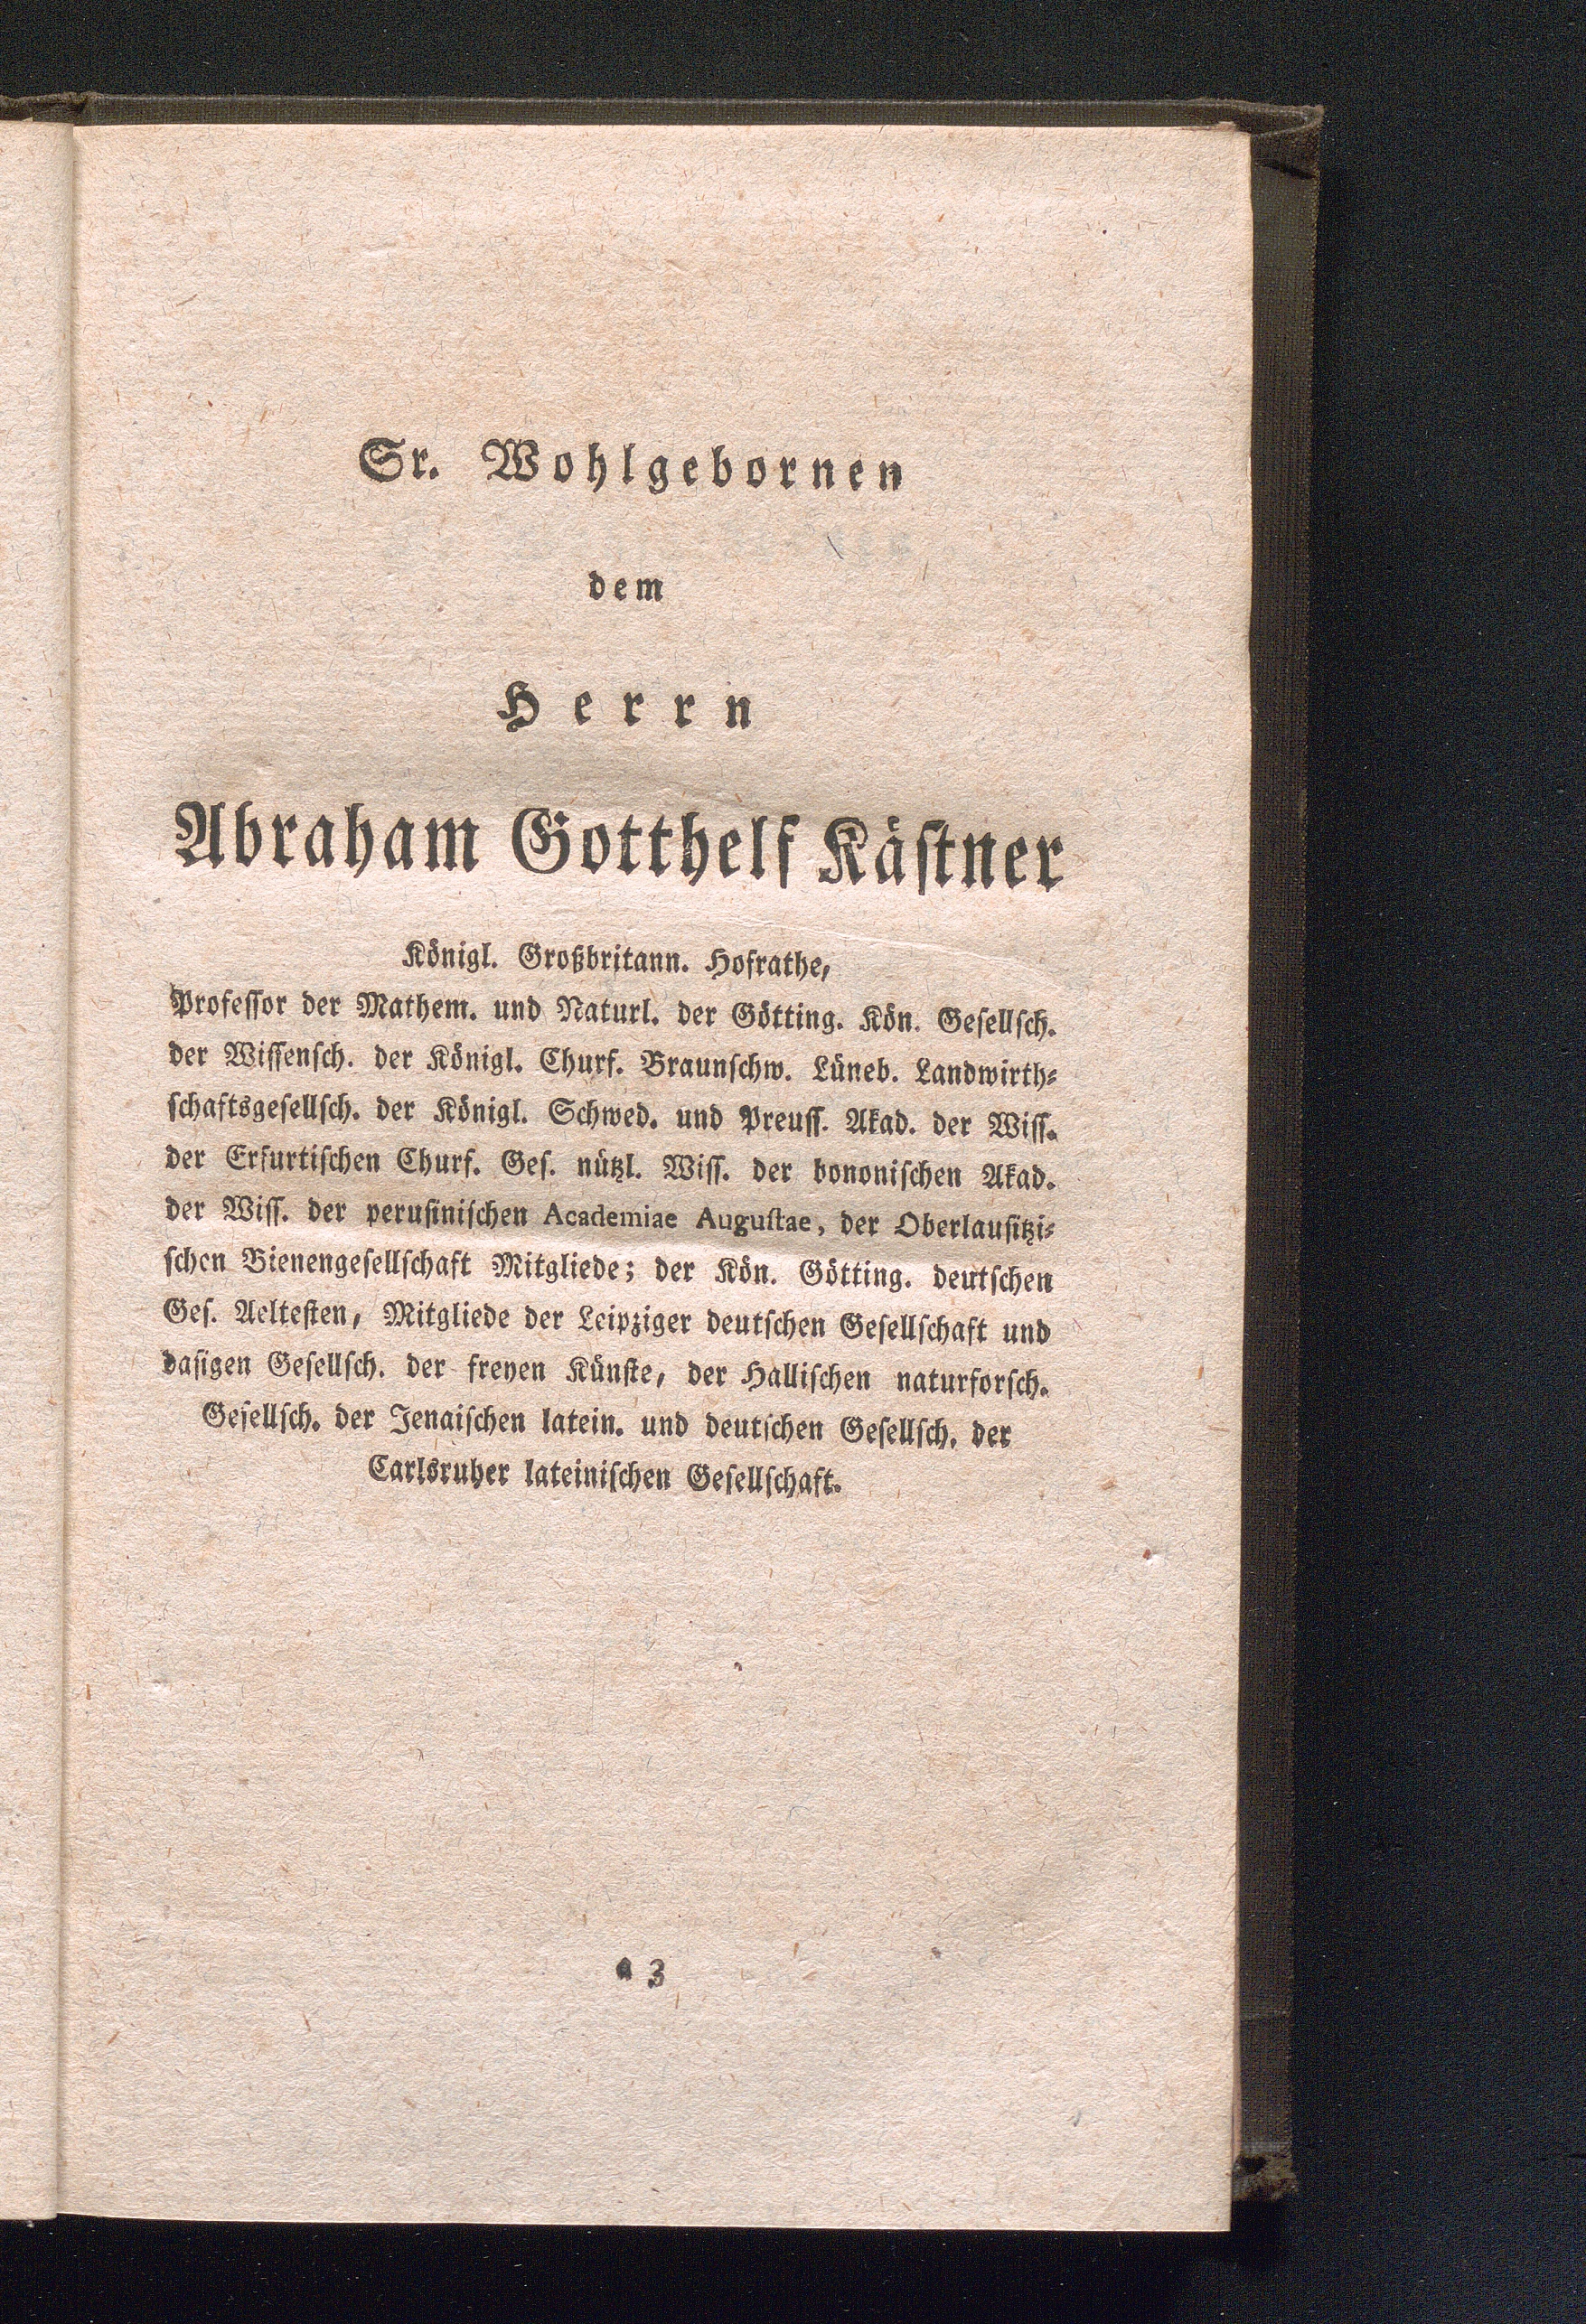 Sr. Wohlgebornen
dem
Herrn
Abraham Gotthelf Käſtner
Königl. Großbritann. Hofrathe,
Profeſſor der Mathem. und Naturl. der Götting. Kön. Geſellſch.
der Wiſſenſch. der Königl. Churf. Braunſchw. Lüneb. Landwirth⸗
ſchaftsgeſellſch. der Königl. Schwed. und Preuſſ. Akad. der Wiſſ.
der Erfurtiſchen Churf. Geſ. nützl. Wiſſ. der bononiſchen Akad.
der Wiſſ. der peruſiniſchen Academiae Auguſtae, der Oberlauſitzi⸗
ſchen Bienengeſellſchaft Mitgliede; der Kön. Götting. deutſchen
Geſ. Aelteſten, Mitgliede der Leipziger deutſchen Geſellſchaft und
daſigen Geſellſch. der freyen Künſte, der Halliſchen naturforſch.
Geſellſch. der Jenaiſchen latein. und deutſchen Geſellſch. der
Carlsruher lateiniſchen Geſellſchaft.
a 3